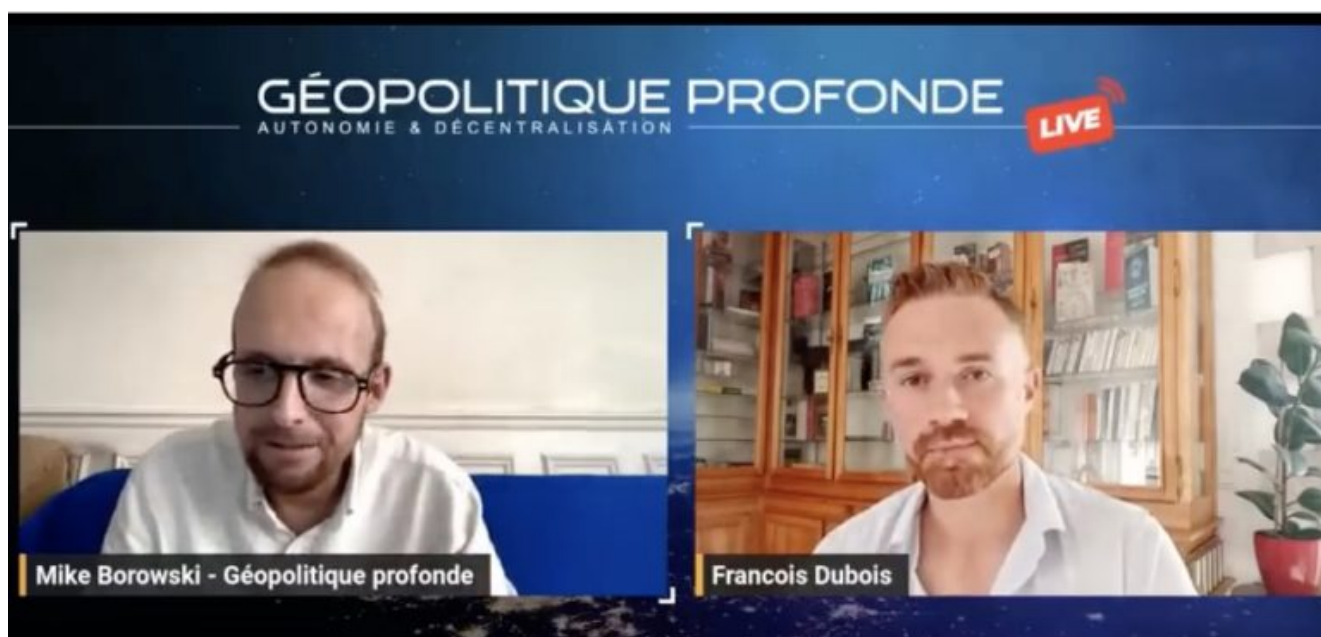 GÉOPOLITIQUE PROFONDE
AUTONOMIE & DÉCENTRALISATION
LIVE
Mike Borowski - Géopolitique profonde
Francois Dubois